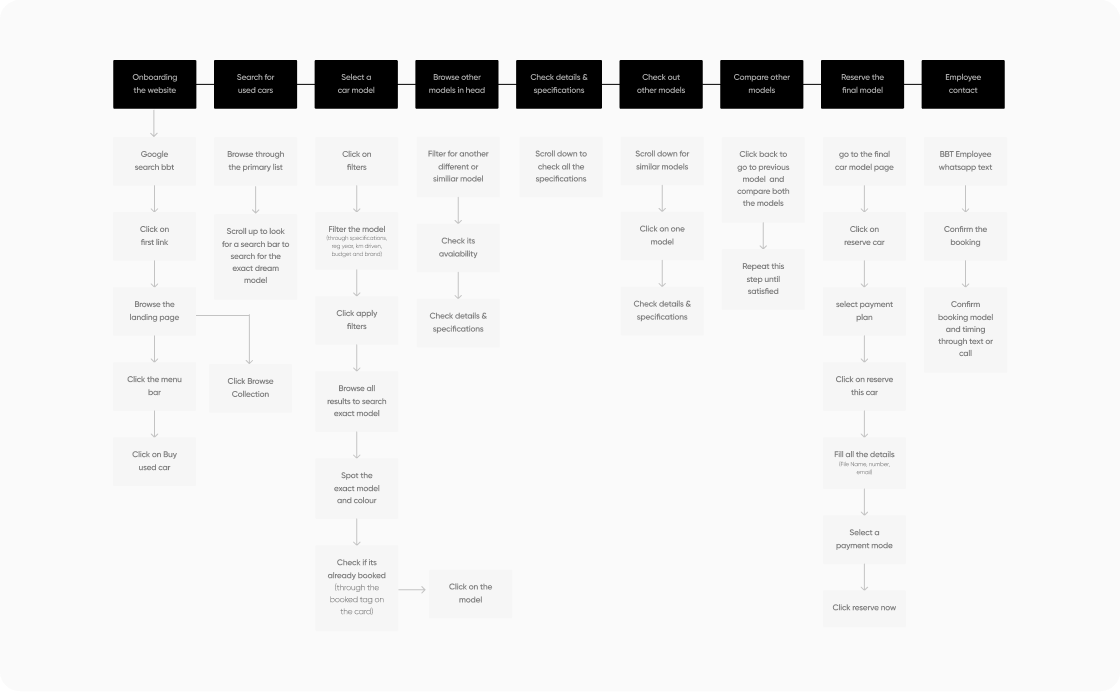 Onboarding
the website
Search for
used cars
Select a
car model
Browse other
models in head
Check details &
specifications
Check out
other models
Compare other
models
Reserve the
final model
Employee
contact
Google
search bbt
Click on
first link
Browse the
landing page
Click the menu
bar
Click on Buy
used car
Browse through
the primary list
Scroll up to look
for a search bar to
search for the
exact dream
model
Click Browse
Collection
Click on
filters
Filter the model
(through specifications,
reg year, km driven,
budget and brand)
Click apply
filters
Browse all
results to search
exact model
Spot the
exact model
and colour
Check if its
already booked
(through the
booked tag on
the card)
Click on the
model
Filter for another
different or
simillar model
Check its
avaiability
Check details &
specifications
Scroll down to
check all the
specifications
Scroll down for
similar models
Click on one
model
Check details &
specifications
Click back to
go to previous
model and
compare both
the models
Repeat this
step until
satisfied
go to the final
car model page
Click on
reserve car
select payment
plan
Click on reserve
this car
Fill all the details
(File Name, number,
email)
Select a
payment mode
Click reserve now
BBT Employee
whatsapp text
Confirm the
booking
Confirm
booking model
and timing
through text or
call